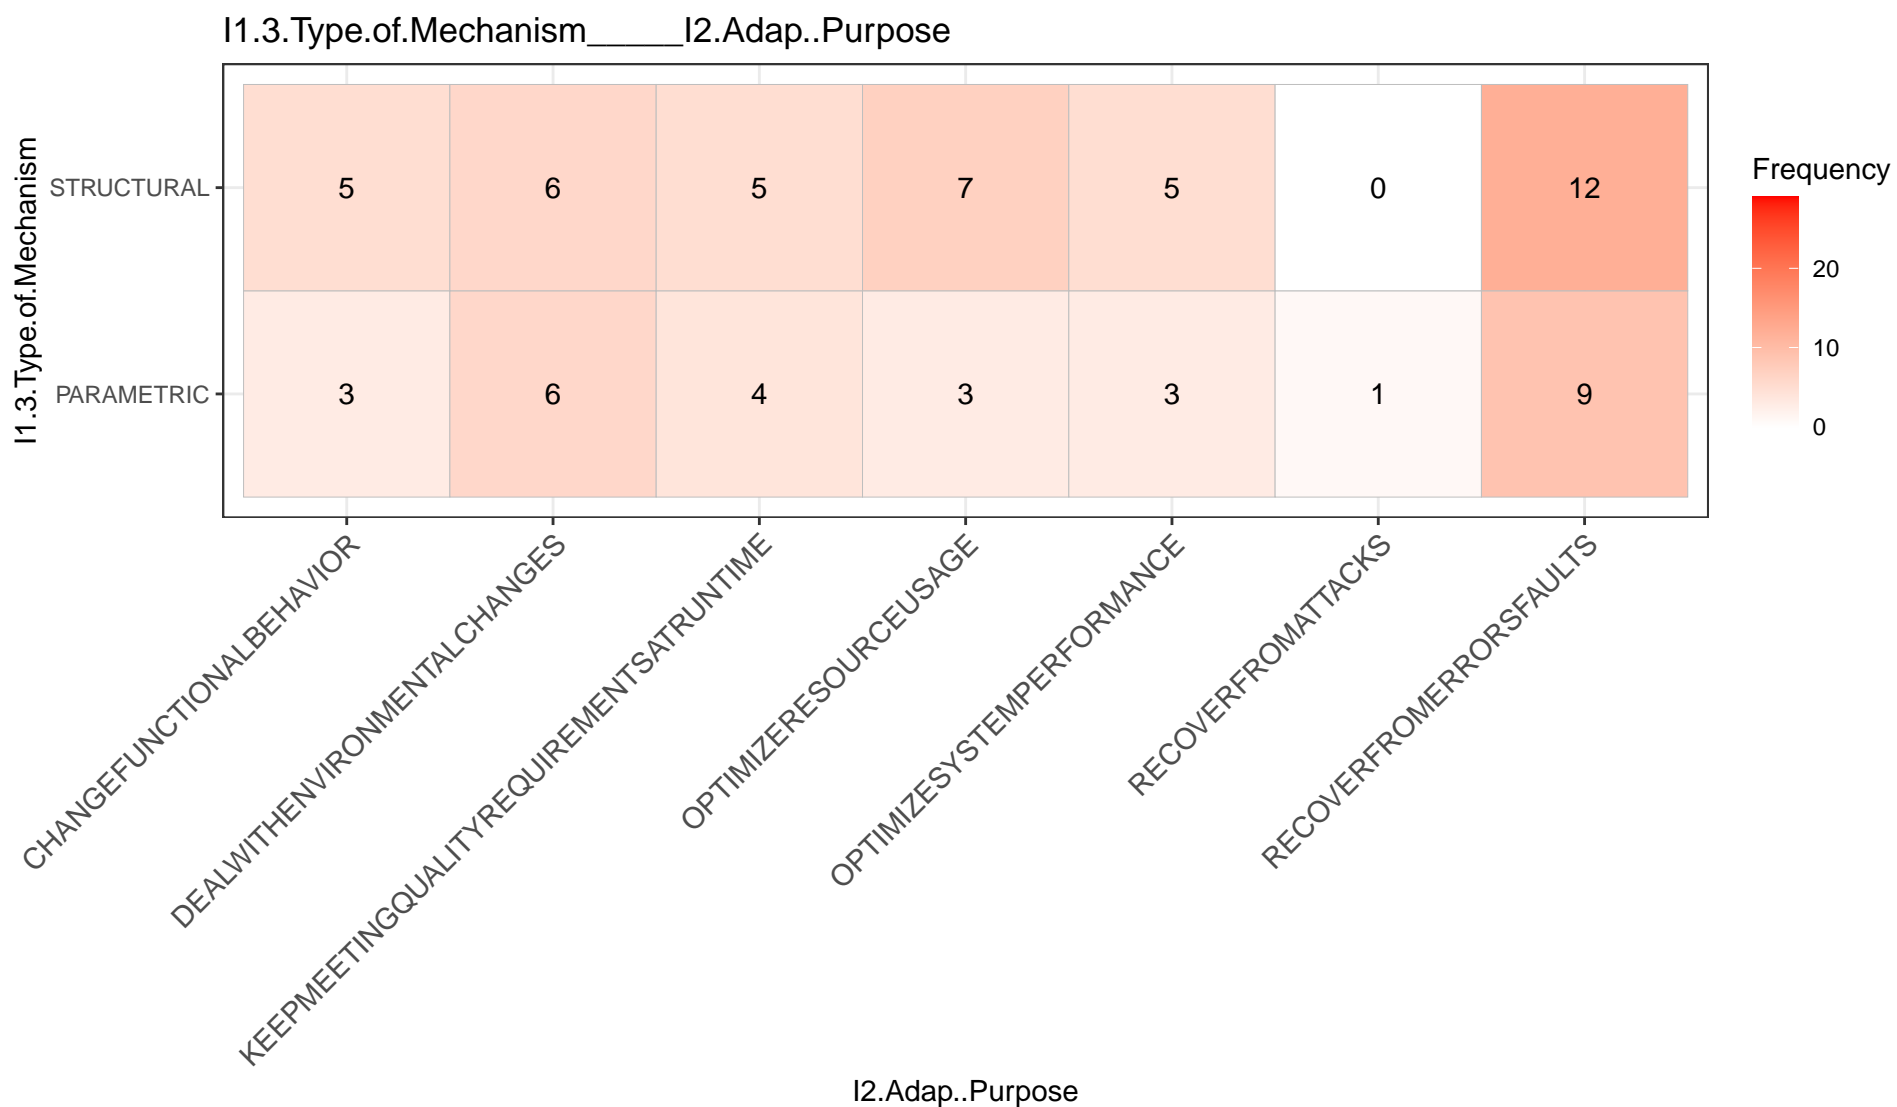 I1.3.Type.of.Mechanism_____I2.Adap..Purpose
I1.3.Type.of.Mechanism
STRUCTURAL
5 6 5 7 5 0 12
PARAMETRIC
3 6 4 3 3 1 9
CHANGEFUNCTIONALBEHAVIOR
DEALWITHENVIRONMENTALCHANGES
KEEPMEETINGQUALITYREQUIREMENTSATRUNTIME
OPTIMIZERESOURCEUSAGE
OPTIMIZESYSTEMPERFORMANCE
RECOVERFROMATTACKS
RECOVERFROMERRORSFAULTS
I2.Adap..Purpose
Frequency
20
10
0